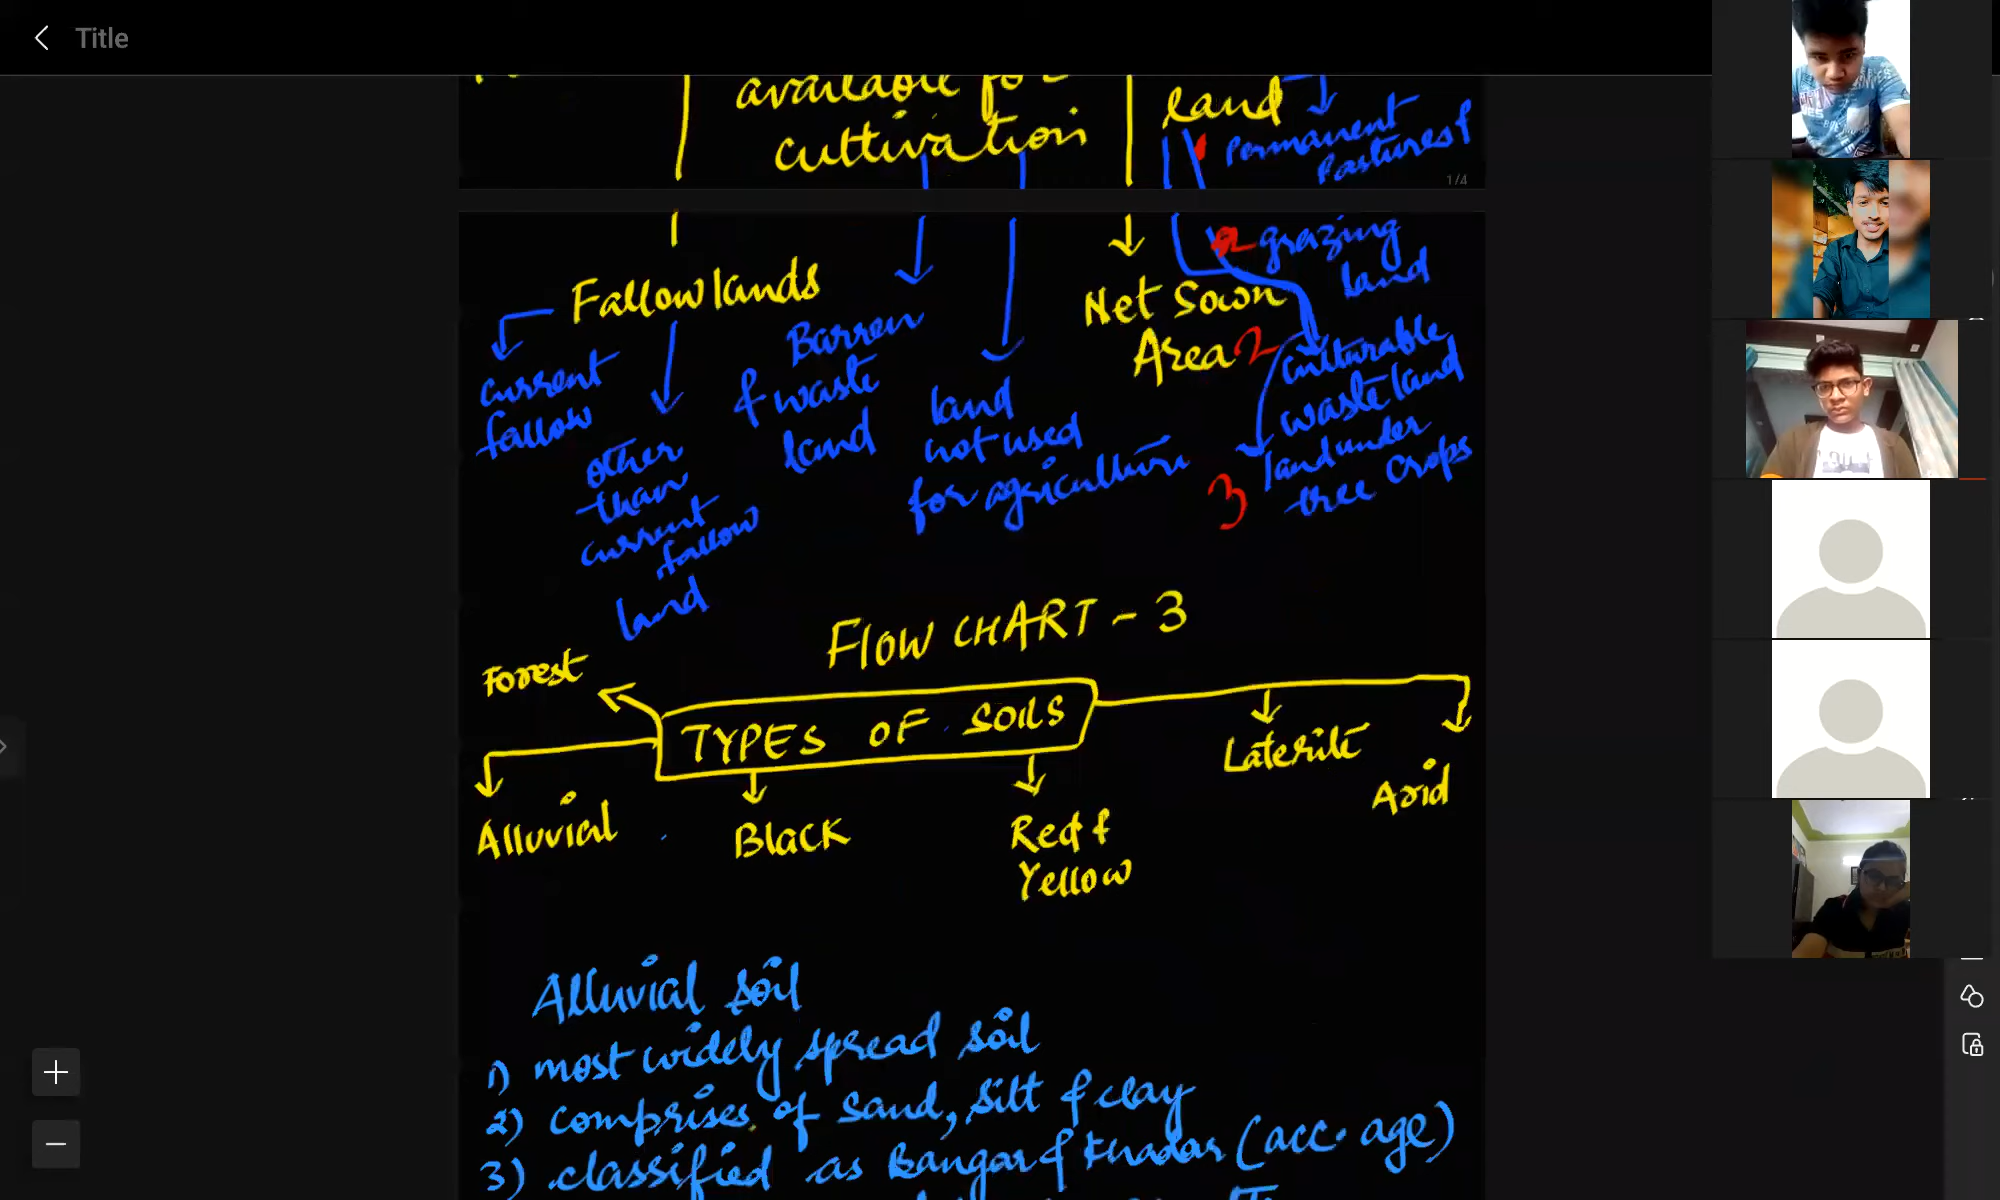 Title
available for
cultivation
land
Permanent
Pastures &
1/4
grazing
land
Fallow lands
Net Sown
Area 2
current
fallow
other
than
current
fallow
land
Barren
& waste
land
land
not used
for agriculture
culturable
waste land
3 land under
tree crops
FLOW CHART - 3
Forest
TYPES OF SOILS
Laterite
Arid
Alluvial
Black
Red &
Yellow
Alluvial soil
1) most widely spread soil
2) comprises of sand, silt & clay
3) classified as Bangar & Khadar (acc. age)